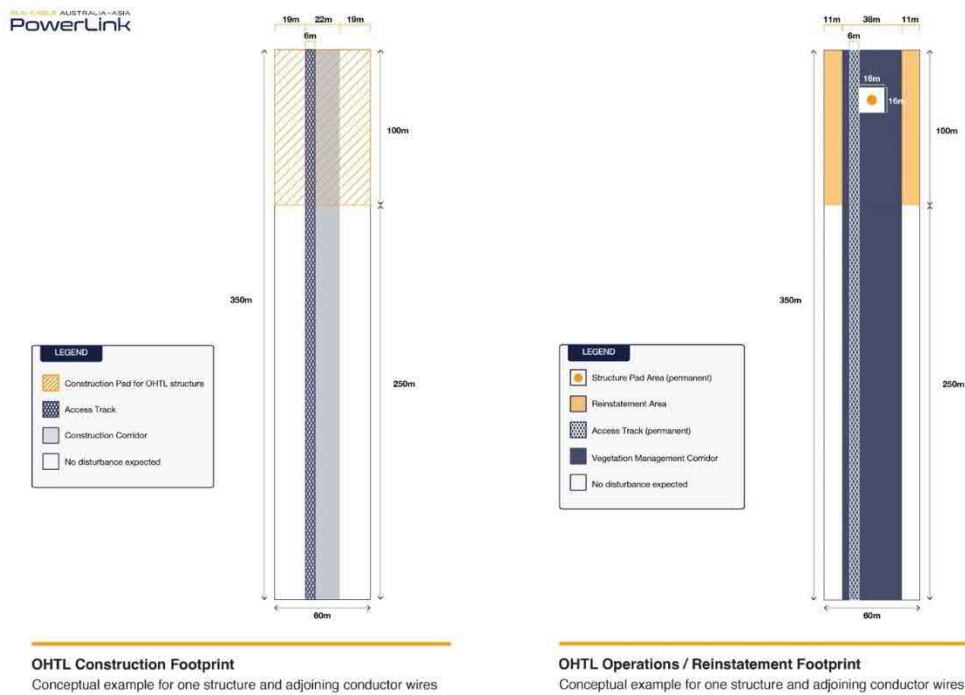 SUN CABLE AUSTRALIA-ASIA
PowerLink
19m 22m 19m
6m
100m
350m
250m
60m
LEGEND
Construction Pad for OHTL structure
Access Track
Construction Corridor
No disturbance expected
OHTL Construction Footprint
Conceptual example for one structure and adjoining conductor wires
11m 38m 11m
6m
16m
16m
100m
350m
250m
60m
LEGEND
Structure Pad Area (permanent)
Reinstatement Area
Access Track (permanent)
Vegetation Management Corridor
No disturbance expected
OHTL Operations / Reinstatement Footprint
Conceptual example for one structure and adjoining conductor wires